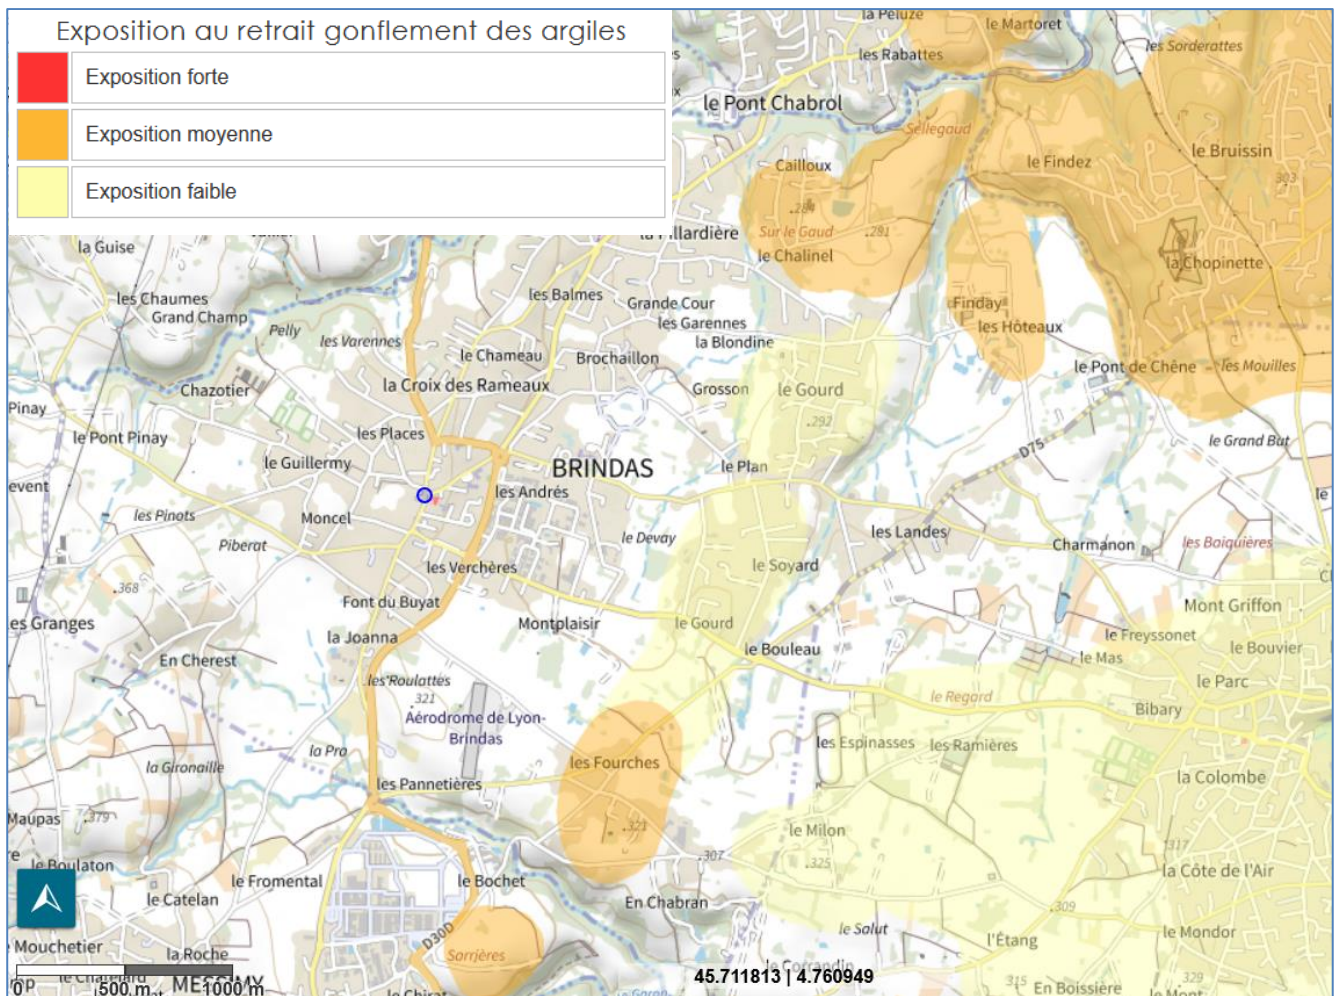 Exposition au retrait gonflement des argiles
Exposition forte
Exposition moyenne
Exposition faible
la Peluze
le Martoret
les Sorderattes
les Rabattes
le Pont Chabrol
Sellegaud
le Bruissin
le Findez
Cailloux
303
281
Sur le Gaud
la Guise
le Chalinel
la Chopinette
les Chaumes
Grand Champ
les Balmes
Grande Cour
Finday
les Garennes
les Hôteaux
Pelly
les Varennes
la Blondine
le Chameau
Brochaillon
le Pont de Chêne
les Mouilles
Chazotier
la Croix des Rameaux
Grosson
le Gourd
Pinay
292
le Pont Pinay
les Places
le Grand But
D75
le Guillermy
BRINDAS
le Plan
event
les Andrés
les Pinots
Moncel
le Devay
les Landes
Piberat
Charmanon
les Baiquières
les Verchères
le Soyard
368
Font du Buyat
Mont Griffon
es Granges
la Joanna
Montplaisir
le Gourd
le Freyssonet
le Bouleau
le Mas
le Bouvier
En Cherest
les Roulattes
le Parc
321
le Regard
Bibary
Aérodrome de Lyon-
Brindas
la Pra
les Espinasses
les Ramières
la Gironaille
les Fourches
les Pannetières
la Colombe
Maupas
379
321
le Milon
317
307
325
le Boulaton
la Côte de l'Air
le Fromental
le Bochet
le Catelan
En Chabran
309
le Salut
D30D
l'Étang
le Mondor
Mouchetier
la Roche
Sarrjères
45.711813 | 4.760949
0
500 m
1000 m
315
En Boissière
329
le Mont